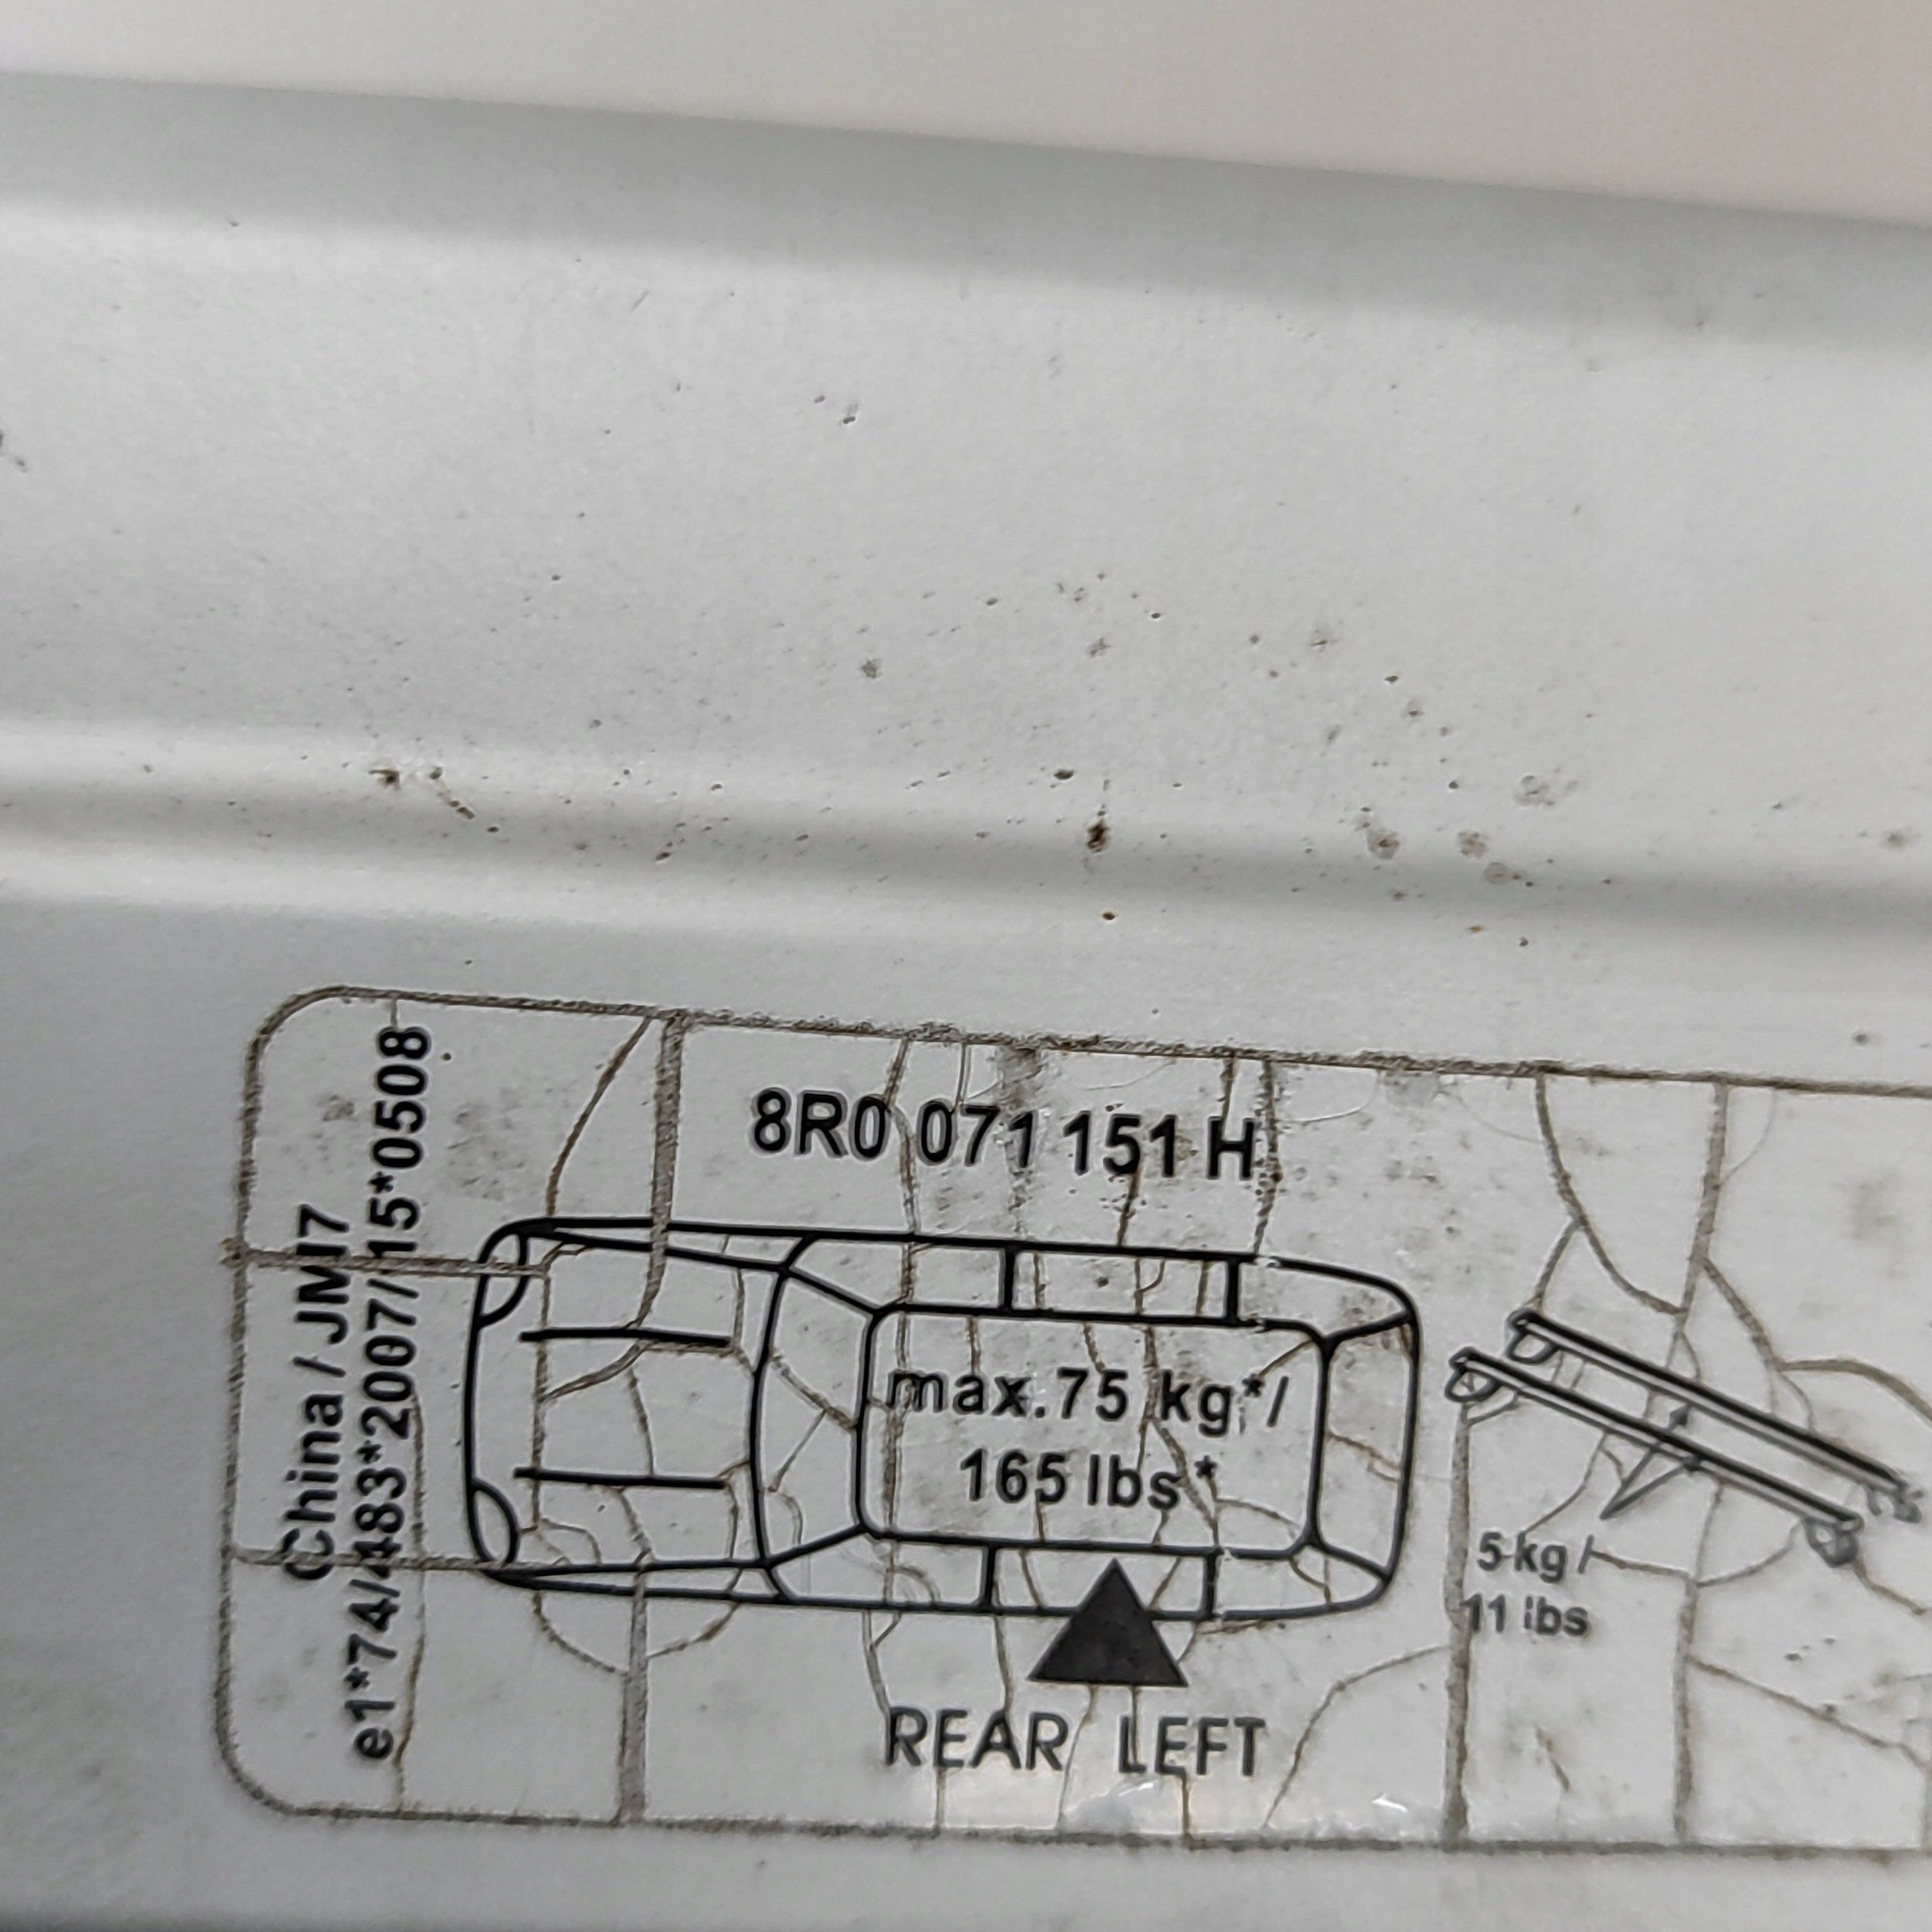 8R0 071 151 H
China / JM7
e1*74/483*2007/15*0508
max. 75 kg*/
165 lbs*
5 kg /
11 lbs
REAR LEFT